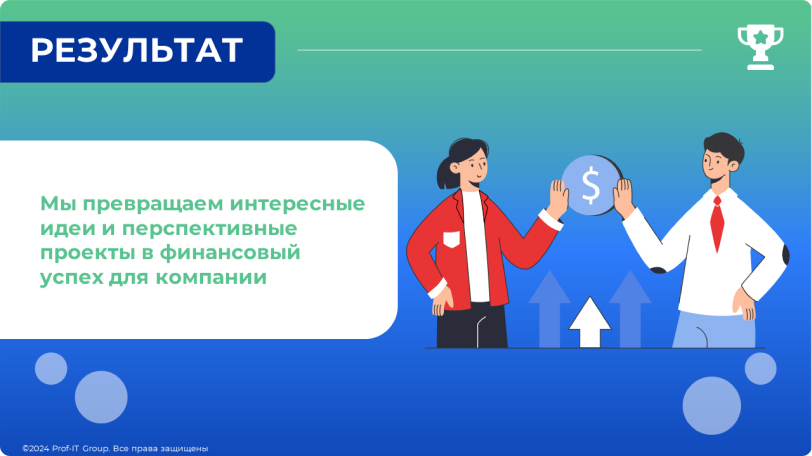 РЕЗУЛЬТАТ
Мы превращаем интересные
идеи и перспективные
проекты в финансовый
успех для компании
$
©2024 Prof-IT Group. Все права защищены